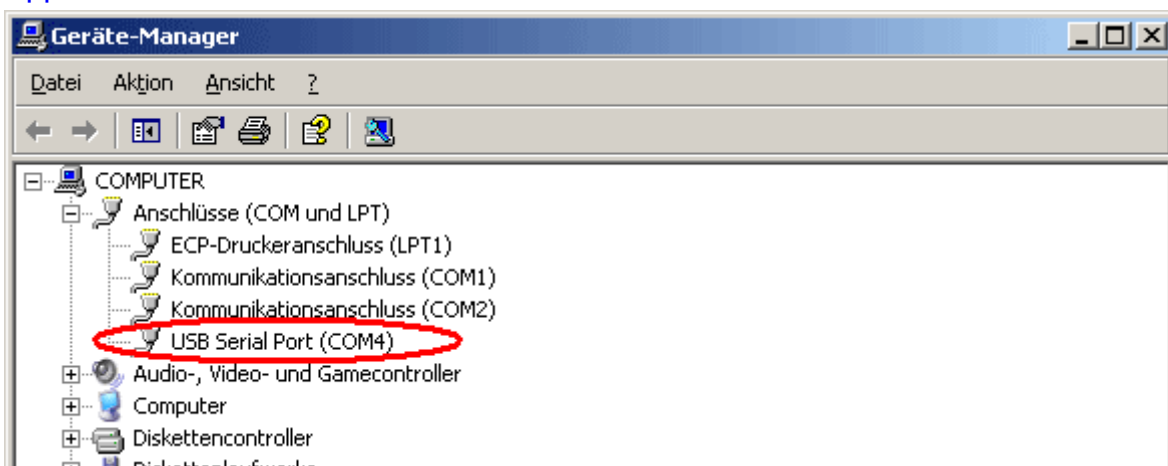 Geräte-Manager
Datei Aktion Ansicht ?
COMPUTER
Anschlüsse (COM und LPT)
ECP-Druckeranschluss (LPT1)
Kommunikationsanschluss (COM1)
Kommunikationsanschluss (COM2)
USB Serial Port (COM4)
Audio-, Video- und Gamecontroller
Computer
Diskettencontroller
Diskettenlaufwerke